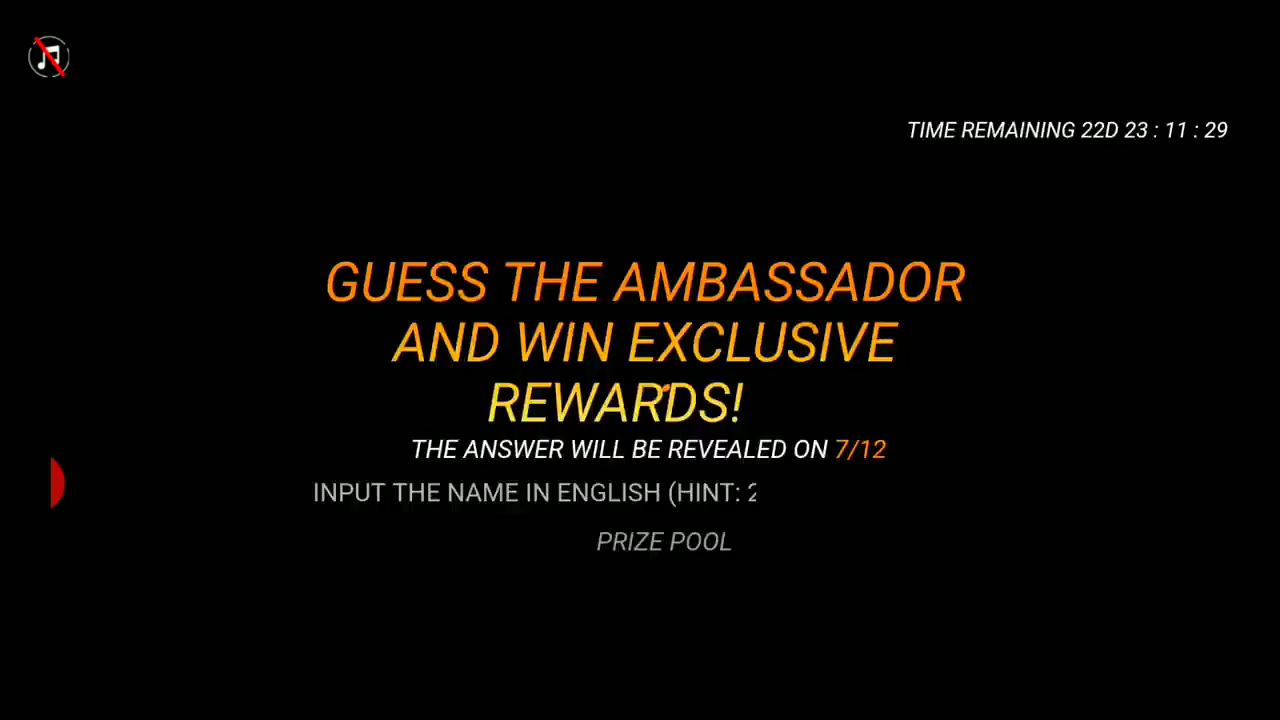 TIME REMAINING 22D 23 : 11 : 29
GUESS THE AMBASSADOR
AND WIN EXCLUSIVE
REWARDS!
THE ANSWER WILL BE REVEALED ON 7/12
INPUT THE NAME IN ENGLISH (HINT: 2
PRIZE POOL